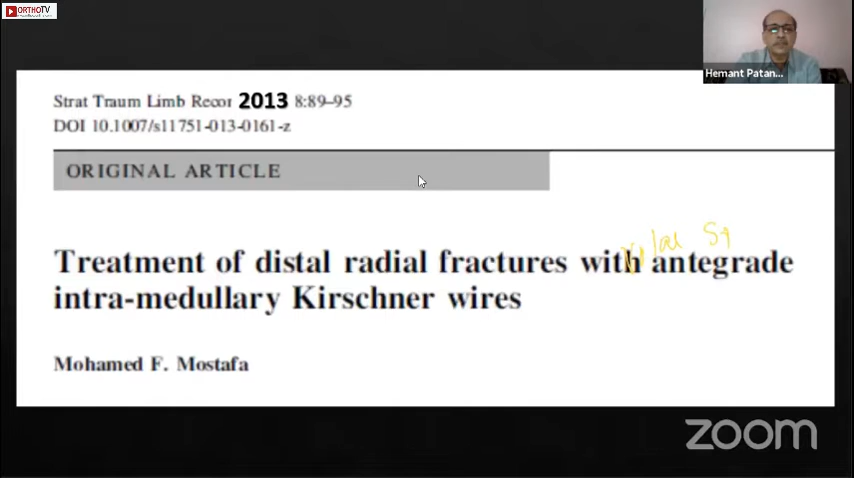 ORTHOTV
Hemant Patan...
Strat Traum Limb Recor 2013 8:89–95
DOI 10.1007/s11751-013-0161-z
ORIGINAL ARTICLE
Treatment of distal radial fractures with antegrade
intra-medullary Kirschner wires
Mohamed F. Mostafa
zoom